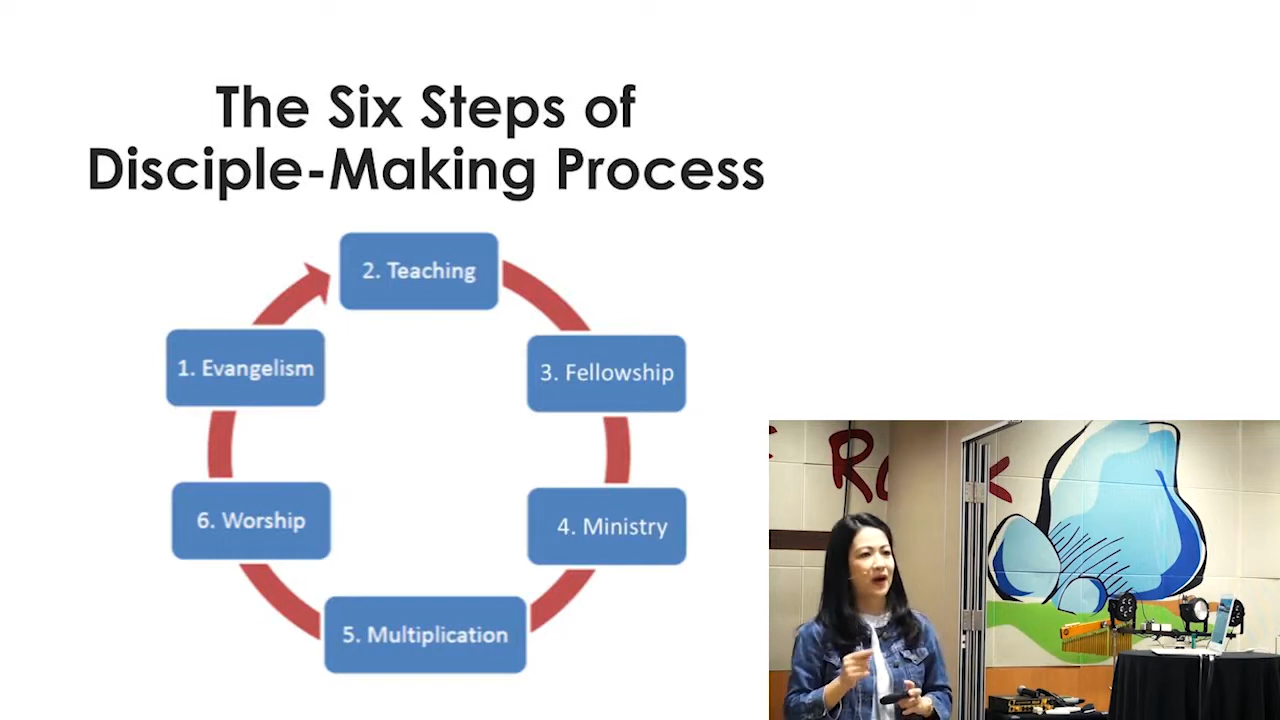 The Six Steps of
Disciple-Making Process
2. Teaching
1. Evangelism
3. Fellowship
6. Worship
4. Ministry
5. Multiplication